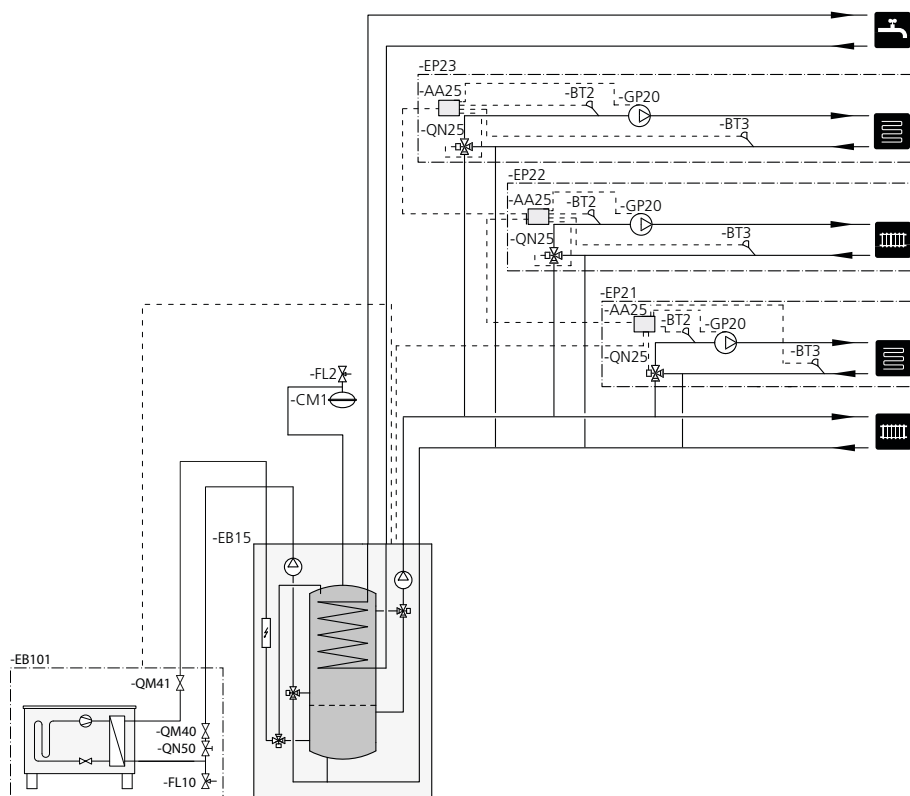 -EP23
-AA25
-BT2
-GP20
-QN25
-BT3
-EP22
-AA25
-BT2
-GP20
-QN25
-BT3
-EP21
-AA25
-BT2
-GP20
-QN25
-BT3
-FL2
-CM1
-EB15
-EB101
-QM41
-QM40
-QN50
-FL10